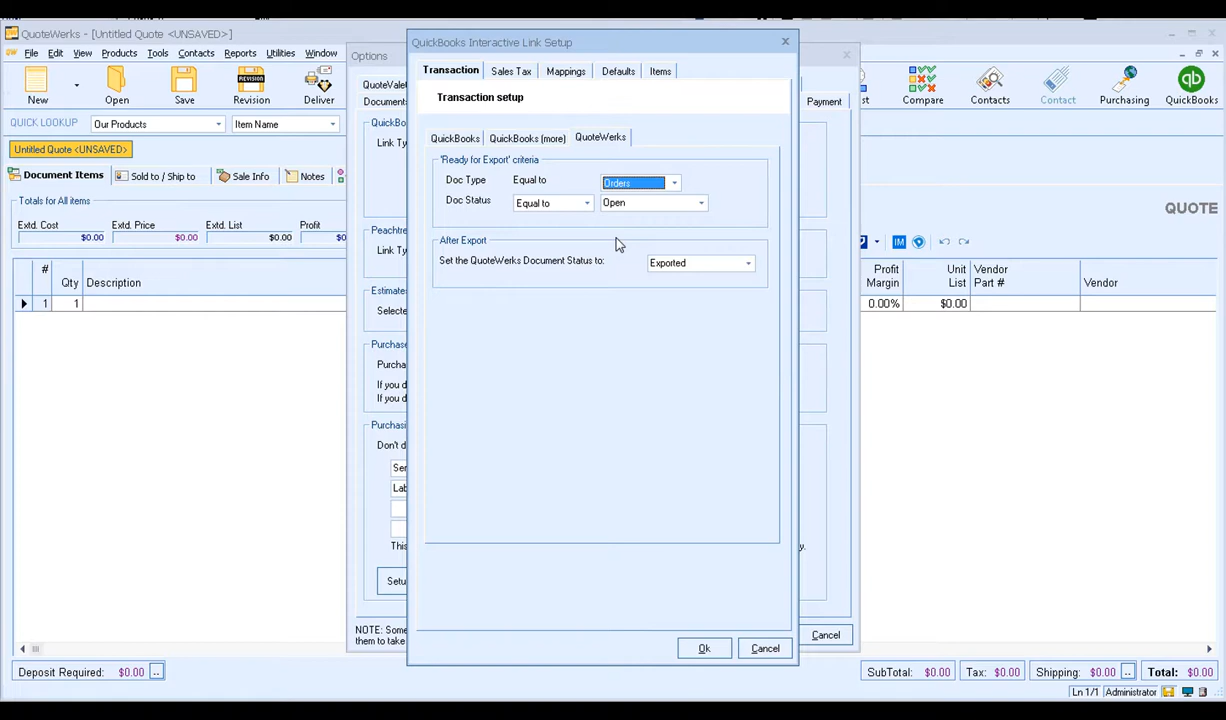 QuoteWerks - [Untitled Quote <UNSAVED>]
File Edit View Products Tools Contacts Reports Utilities Window
New
Open
Save
REVISION
Revision
Deliver
Compare
Contacts
Contact
Purchasing
qb
QuickBooks
QUICK LOOKUP
Our Products
Item Name
Untitled Quote <UNSAVED>
Document Items
Sold to / Ship to
Sale Info
Notes
Totals for All items
Extd. Cost
Extd. Price
Extd. List
Profit
$0.00
$0.00
$0.00
#
Qty
Description
1
1
Options
QuoteVale
Documents
Payment
QuickBo
Link Ty
Peachtre
Link Ty
Estimates
Selecte
Purchase
Purcha
If you d
If you d
Purchasi
Don't d
Ser
Lab
This
Setu
NOTE: Som
them to take
Cancel
QuickBooks Interactive Link Setup
X
Transaction
Sales Tax
Mappings
Defaults
Items
Transaction setup
QuickBooks
QuickBooks (more)
QuoteWerks
'Ready for Export' criteria
Doc Type Equal to Orders
Doc Status Equal to Open
After Export
Set the QuoteWerks Document Status to: Exported
Ok
Cancel
QUOTE
IM
Profit
Margin
Unit
List
Vendor
Part #
Vendor
0.00%
$0.00
Deposit Required: $0.00 ..
SubTotal: $0.00
Tax: $0.00
Shipping: $0.00 ..
Total: $0.00
Ln 1/1
Administrator